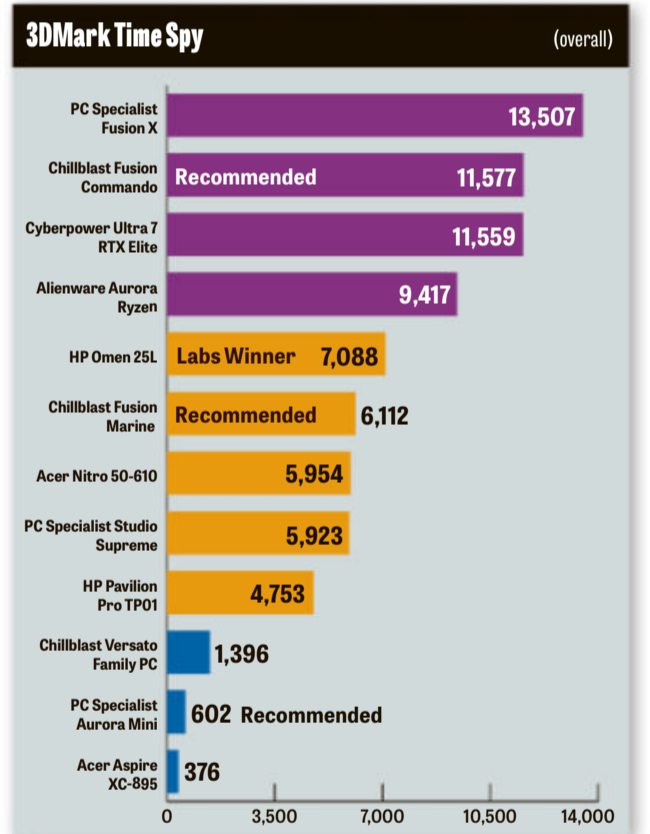 3DMark Time Spy (overall)
PC Specialist
Fusion X
13,507
Chillblast Fusion
Commando
Recommended 11,577
Cyberpower Ultra 7
RTX Elite
11,559
Alienware Aurora
Ryzen
9,417
HP Omen 25L Labs Winner 7,088
Chillblast Fusion
Marine
Recommended 6,112
Acer Nitro 50-610 5,954
PC Specialist Studio
Supreme
5,923
HP Pavilion
Pro TP01
4,753
Chillblast Versato
Family PC
1,396
PC Specialist
Aurora Mini
602 Recommended
Acer Aspire
XC-895
376
0 3,500 7,000 10,500 14,000